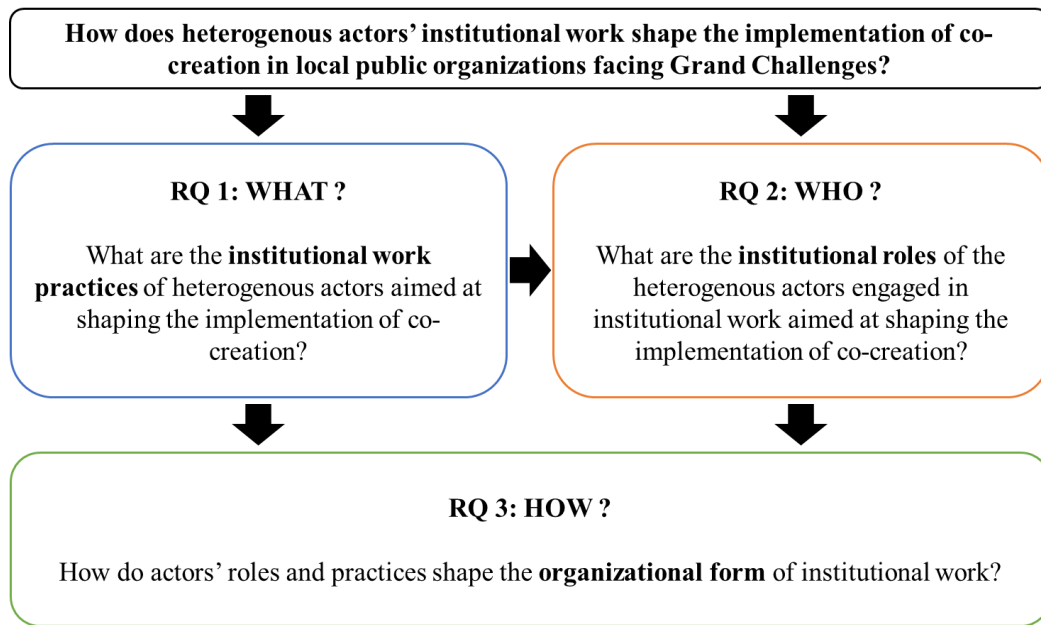 How does heterogenous actors’ institutional work shape the implementation of co-
creation in local public organizations facing Grand Challenges?
RQ 1: WHAT ?
What are the institutional work
practices of heterogenous actors aimed at
shaping the implementation of co-
creation?
RQ 2: WHO ?
What are the institutional roles of the
heterogenous actors engaged in
institutional work aimed at shaping the
implementation of co-creation?
RQ 3: HOW ?
How do actors’ roles and practices shape the organizational form of institutional work?